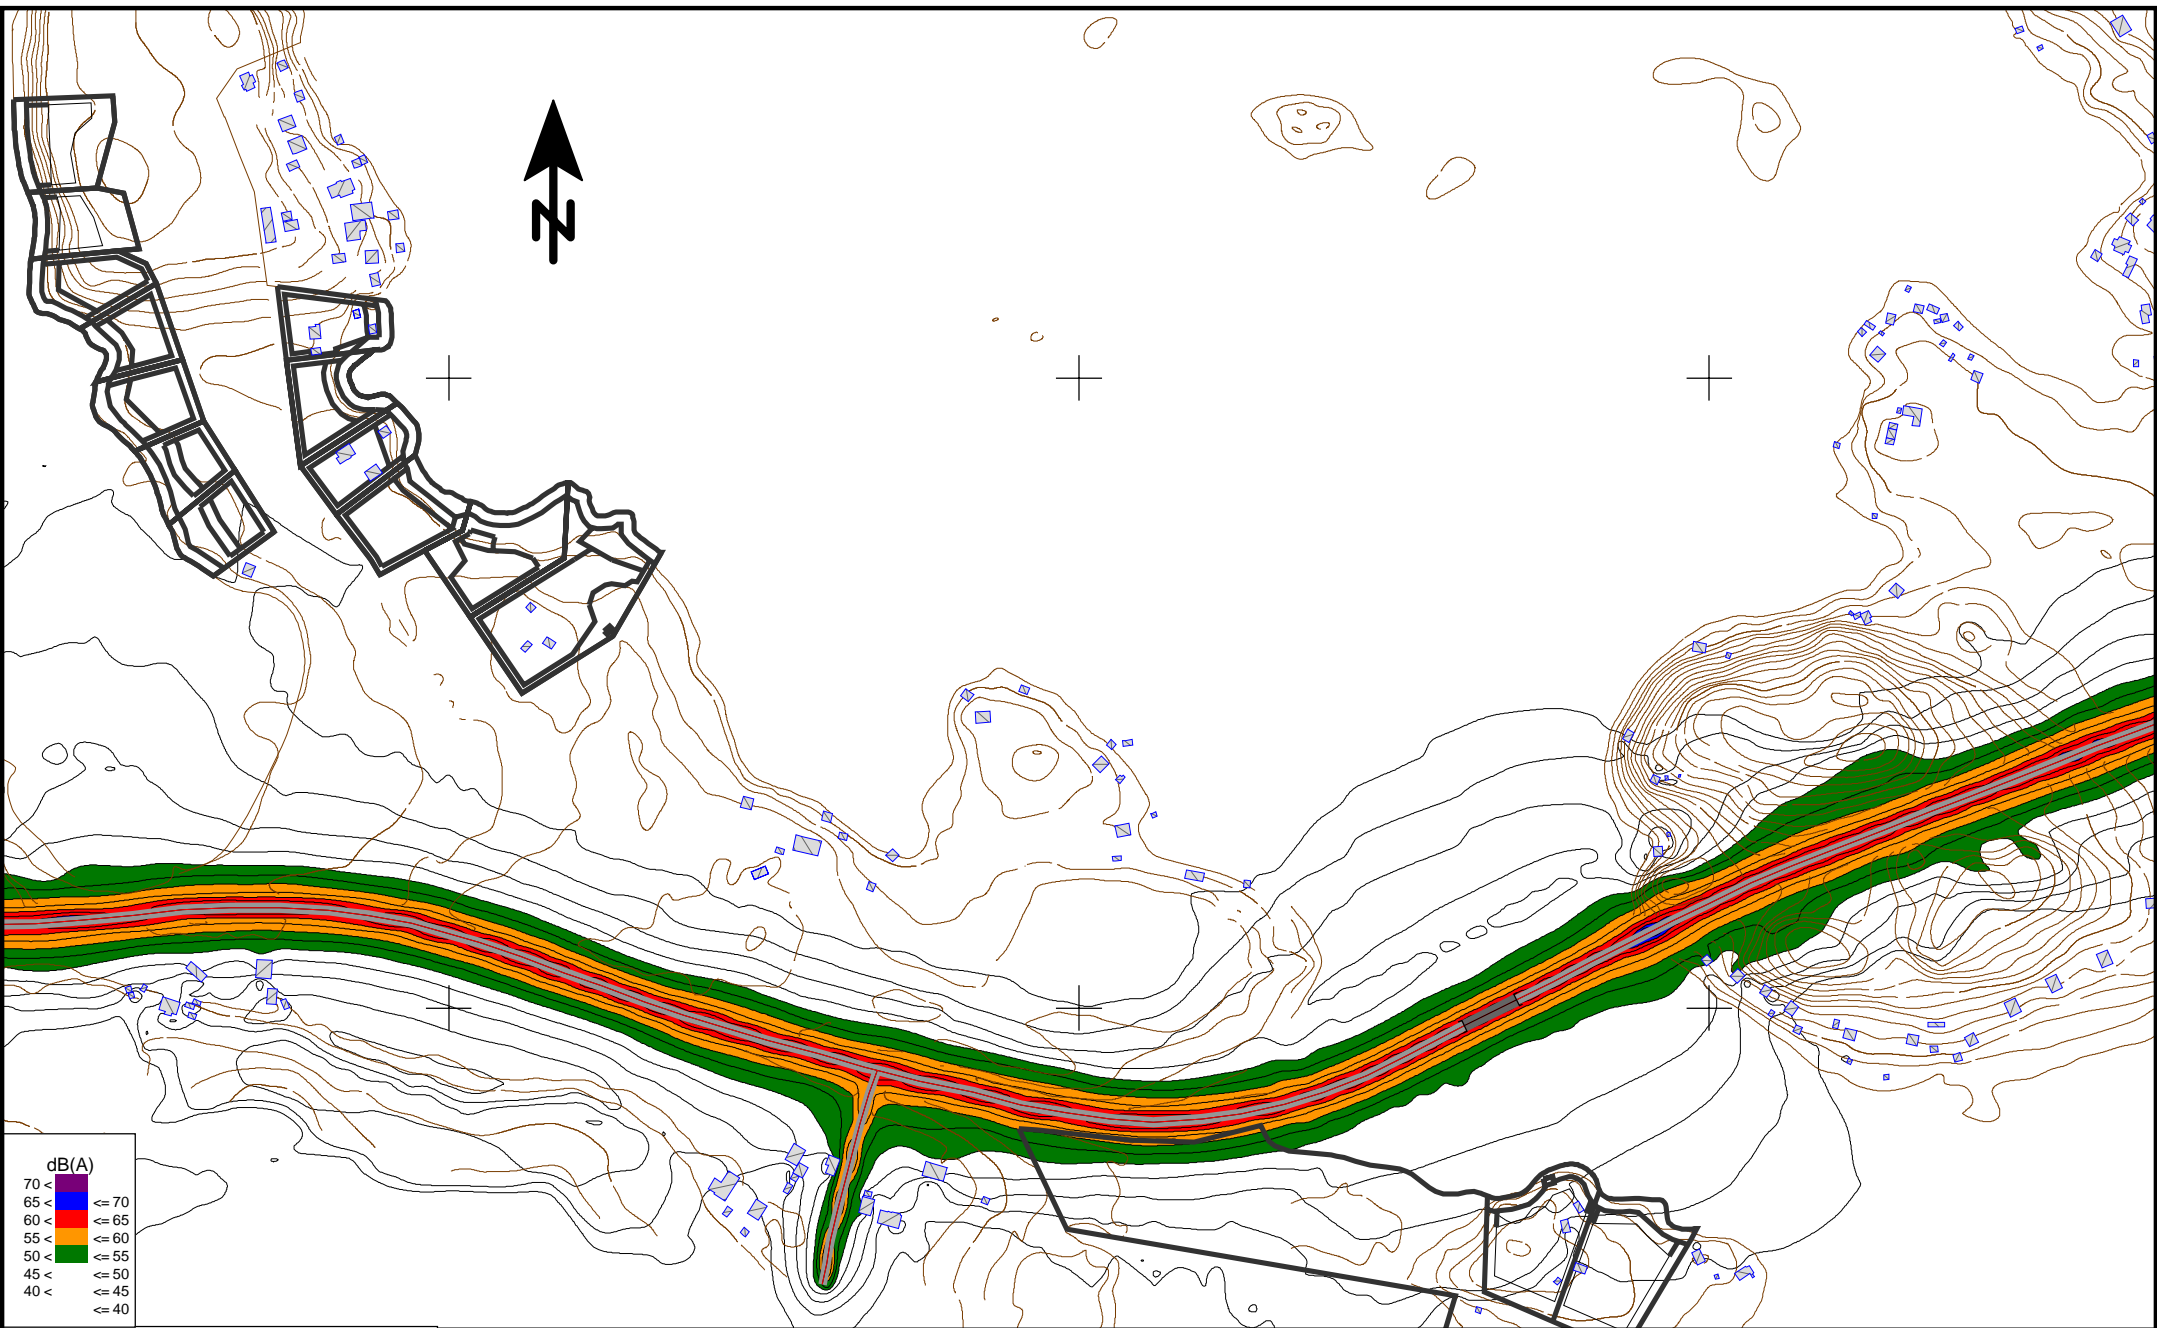 N
dB(A)
70 <
65 < <= 70
60 < <= 65
55 < <= 60
50 < <= 55
45 < <= 50
40 < <= 45
<= 40